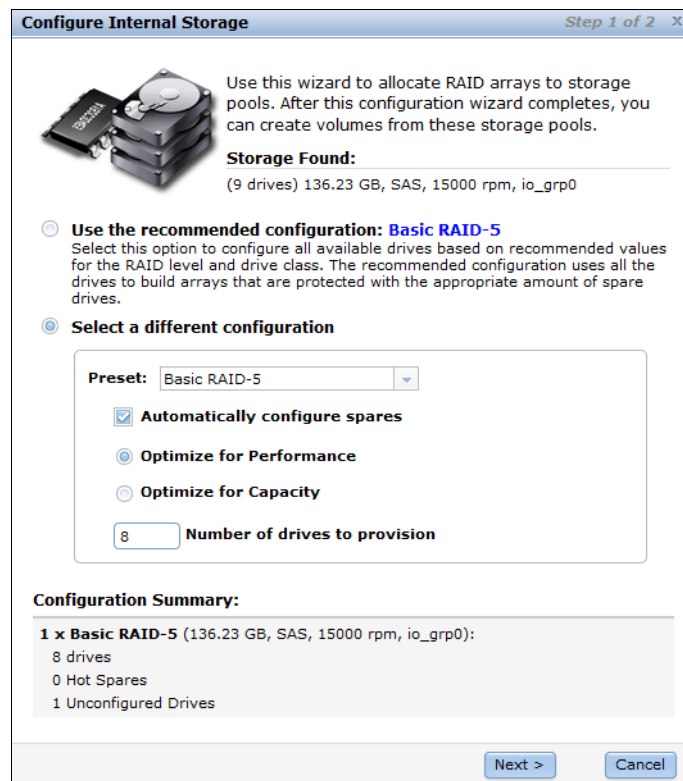 Configure Internal Storage
Step 1 of 2 x
Use this wizard to allocate RAID arrays to storage
pools. After this configuration wizard completes, you
can create volumes from these storage pools.
Storage Found:
(9 drives) 136.23 GB, SAS, 15000 rpm, io_grp0
Use the recommended configuration: Basic RAID-5
Select this option to configure all available drives based on recommended values
for the RAID level and drive class. The recommended configuration uses all the
drives to build arrays that are protected with the appropriate amount of spare
drives.
Select a different configuration
Preset: Basic RAID-5
Automatically configure spares
Optimize for Performance
Optimize for Capacity
8 Number of drives to provision
Configuration Summary:
1 x Basic RAID-5 (136.23 GB, SAS, 15000 rpm, io_grp0):
8 drives
0 Hot Spares
1 Unconfigured Drives
Next >
Cancel